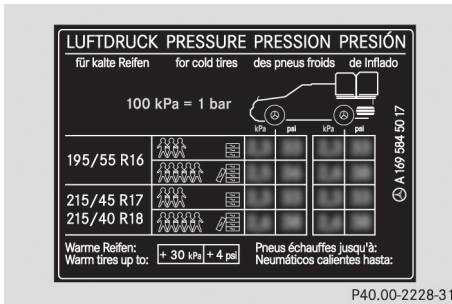 LUFTDRUCK PRESSURE PRESSION PRESIÓN
für kalte Reifen for cold tires des pneus froids de Inflado
100 kPa = 1 bar
kPa psi kPa psi
195/55 R16
215/45 R17
215/40 R18
A 169 584 50 17
Warme Reifen:
Warm tires up to:
+ 30 kPa + 4 psi
Pneus échauffes jusqu'à:
Neumáticos calientes hasta:
P40.00-2228-31